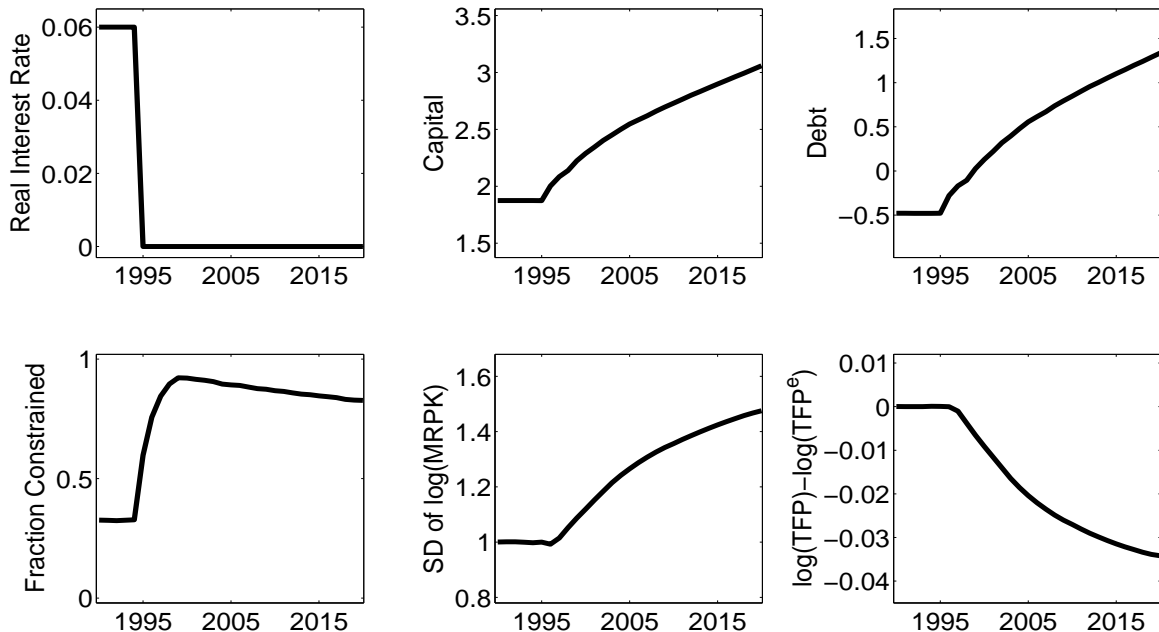 Real Interest Rate
0.06
0.04
0.02
0
1995 2005 2015
Capital
3.5
3
2.5
2
1.5
1995 2005 2015
Debt
1.5
1
0.5
0
−0.5
1995 2005 2015
Fraction Constrained
1
0.5
0
1995 2005 2015
SD of log(MRPK)
1.6
1.4
1.2
1
0.8
1995 2005 2015
log(TFP)−log(TFPᵉ)
0.01
0
−0.01
−0.02
−0.03
−0.04
1995 2005 2015